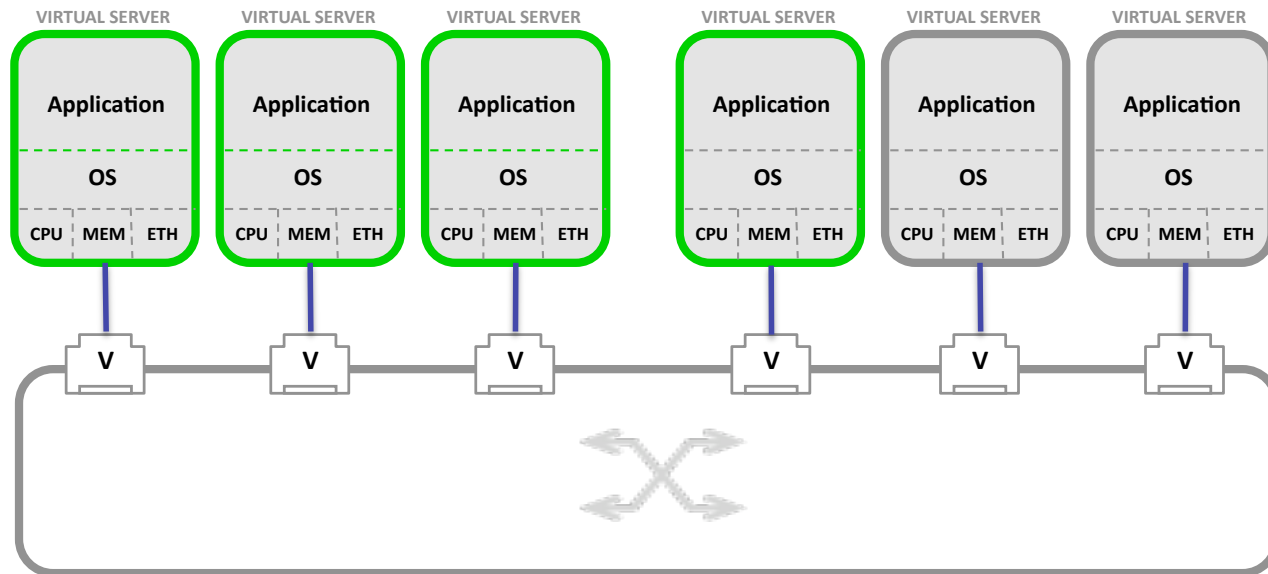 VIRTUAL SERVER VIRTUAL SERVER VIRTUAL SERVER VIRTUAL SERVER VIRTUAL SERVER VIRTUAL SERVER
Application Application Application Application Application Application
OS OS OS OS OS OS
CPU MEM ETH CPU MEM ETH CPU MEM ETH CPU MEM ETH CPU MEM ETH CPU MEM ETH
V V V V V V